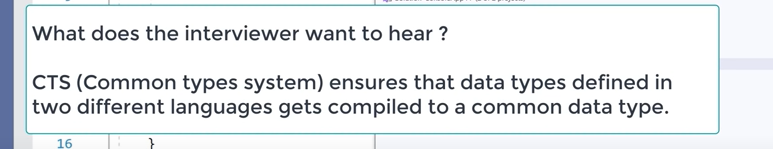 What does the interviewer want to hear ?
CTS (Common types system) ensures that data types defined in
two different languages gets compiled to a common data type.
16 }